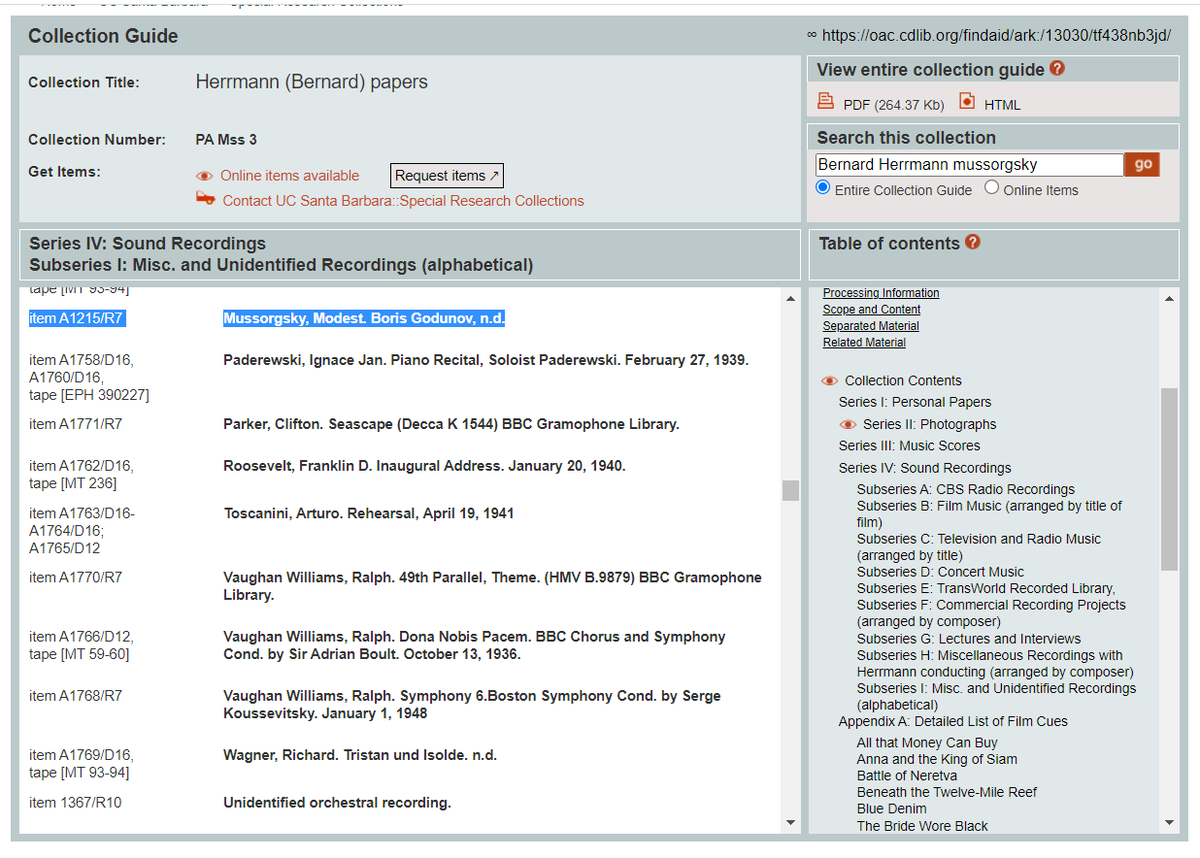 Collection Guide
∞ https://oac.cdlib.org/findaid/ark:/13030/tf438nb3jd/
Collection Title: Herrmann (Bernard) papers
Collection Number: PA Mss 3
Get Items: Online items available Request items ↗
Contact UC Santa Barbara::Special Research Collections
View entire collection guide ?
PDF (264.37 Kb) HTML
Search this collection
Bernard Herrmann mussorgsky go
Entire Collection Guide Online Items
Series IV: Sound Recordings
Subseries I: Misc. and Unidentified Recordings (alphabetical)
tape [MT 93-94]
item A1215/R7 Mussorgsky, Modest. Boris Godunov, n.d.
item A1758/D16, Paderewski, Ignace Jan. Piano Recital, Soloist Paderewski. February 27, 1939.
A1760/D16,
tape [EPH 390227]
item A1771/R7 Parker, Clifton. Seascape (Decca K 1544) BBC Gramophone Library.
item A1762/D16, Roosevelt, Franklin D. Inaugural Address. January 20, 1940.
tape [MT 236]
item A1763/D16- Toscanini, Arturo. Rehearsal, April 19, 1941
A1764/D16;
A1765/D12
item A1770/R7 Vaughan Williams, Ralph. 49th Parallel, Theme. (HMV B.9879) BBC Gramophone
Library.
item A1766/D12, Vaughan Williams, Ralph. Dona Nobis Pacem. BBC Chorus and Symphony
tape [MT 59-60] Cond. by Sir Adrian Boult. October 13, 1936.
item A1768/R7 Vaughan Williams, Ralph. Symphony 6.Boston Symphony Cond. by Serge
Koussevitsky. January 1, 1948
item A1769/D16, Wagner, Richard. Tristan und Isolde. n.d.
tape [MT 93-94]
item 1367/R10 Unidentified orchestral recording.
Table of contents ?
Processing Information
Scope and Content
Separated Material
Related Material
Collection Contents
Series I: Personal Papers
Series II: Photographs
Series III: Music Scores
Series IV: Sound Recordings
Subseries A: CBS Radio Recordings
Subseries B: Film Music (arranged by title of
film)
Subseries C: Television and Radio Music
(arranged by title)
Subseries D: Concert Music
Subseries E: TransWorld Recorded Library,
Subseries F: Commercial Recording Projects
(arranged by composer)
Subseries G: Lectures and Interviews
Subseries H: Miscellaneous Recordings with
Herrmann conducting (arranged by composer)
Subseries I: Misc. and Unidentified Recordings
(alphabetical)
Appendix A: Detailed List of Film Cues
All that Money Can Buy
Anna and the King of Siam
Battle of Neretva
Beneath the Twelve-Mile Reef
Blue Denim
The Bride Wore Black